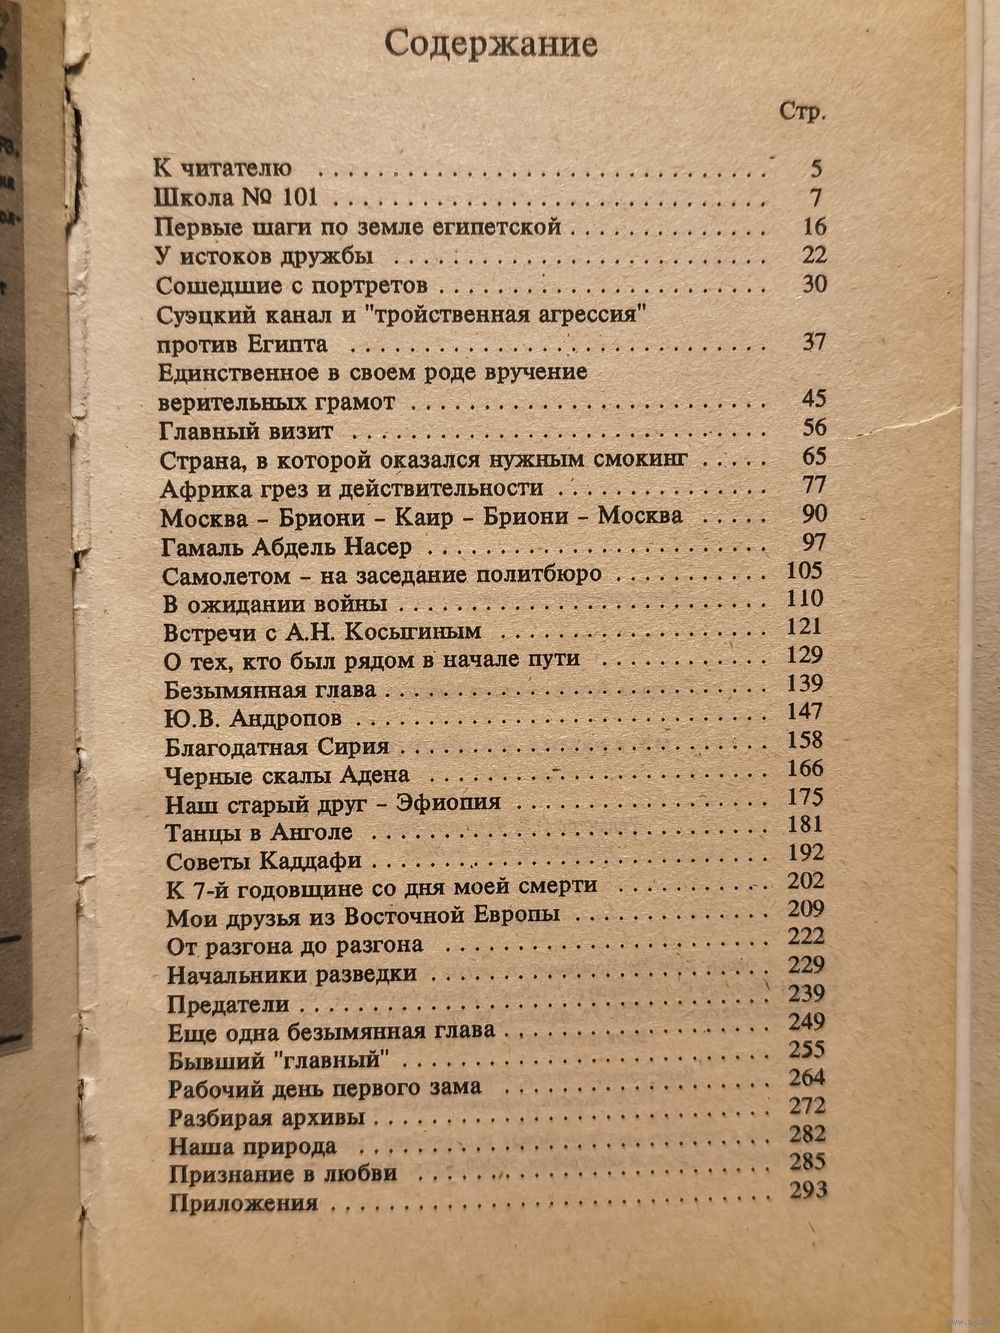 Содержание
Стр.
К читателю . . . . . . . . . . . . . . . . . . . . . . . . . . . . . . 5
Школа № 101 . . . . . . . . . . . . . . . . . . . . . . . . . . . . . . 7
Первые шаги по земле египетской . . . . . . . . . . . . . . 16
У истоков дружбы . . . . . . . . . . . . . . . . . . . . . . . . . . 22
Сошедшие с портретов . . . . . . . . . . . . . . . . . . . . . . . 30
Суэцкий канал и "тройственная агрессия"
против Египта . . . . . . . . . . . . . . . . . . . . . . . . . . . . . 37
Единственное в своем роде вручение
верительных грамот . . . . . . . . . . . . . . . . . . . . . . . . . 45
Главный визит . . . . . . . . . . . . . . . . . . . . . . . . . . . . . 56
Страна, в которой оказался нужным смокинг . . . . . 65
Африка грез и действительности . . . . . . . . . . . . . . . 77
Москва – Бриони – Каир – Бриони – Москва . . . . . 90
Гамаль Абдель Насер . . . . . . . . . . . . . . . . . . . . . . . . 97
Самолетом – на заседание политбюро . . . . . . . . . . . 105
В ожидании войны . . . . . . . . . . . . . . . . . . . . . . . . . . 110
Встречи с А.Н. Косыгиным . . . . . . . . . . . . . . . . . . . 121
О тех, кто был рядом в начале пути . . . . . . . . . . . . 129
Безымянная глава . . . . . . . . . . . . . . . . . . . . . . . . . . . 139
Ю.В. Андропов . . . . . . . . . . . . . . . . . . . . . . . . . . . . . 147
Благодатная Сирия . . . . . . . . . . . . . . . . . . . . . . . . . . 158
Черные скалы Адена . . . . . . . . . . . . . . . . . . . . . . . . 166
Наш старый друг – Эфиопия . . . . . . . . . . . . . . . . . . 175
Танцы в Анголе . . . . . . . . . . . . . . . . . . . . . . . . . . . . 181
Советы Каддафи . . . . . . . . . . . . . . . . . . . . . . . . . . . . 192
К 7-й годовщине со дня моей смерти . . . . . . . . . . . 202
Мои друзья из Восточной Европы . . . . . . . . . . . . . . 209
От разгона до разгона . . . . . . . . . . . . . . . . . . . . . . . 222
Начальники разведки . . . . . . . . . . . . . . . . . . . . . . . . 229
Предатели . . . . . . . . . . . . . . . . . . . . . . . . . . . . . . . . . 239
Еще одна безымянная глава . . . . . . . . . . . . . . . . . . . 249
Бывший "главный" . . . . . . . . . . . . . . . . . . . . . . . . . . 255
Рабочий день первого зама . . . . . . . . . . . . . . . . . . . 264
Разбирая архивы . . . . . . . . . . . . . . . . . . . . . . . . . . . . 272
Наша природа . . . . . . . . . . . . . . . . . . . . . . . . . . . . . 282
Признание в любви . . . . . . . . . . . . . . . . . . . . . . . . . 285
Приложения . . . . . . . . . . . . . . . . . . . . . . . . . . . . . . . 293